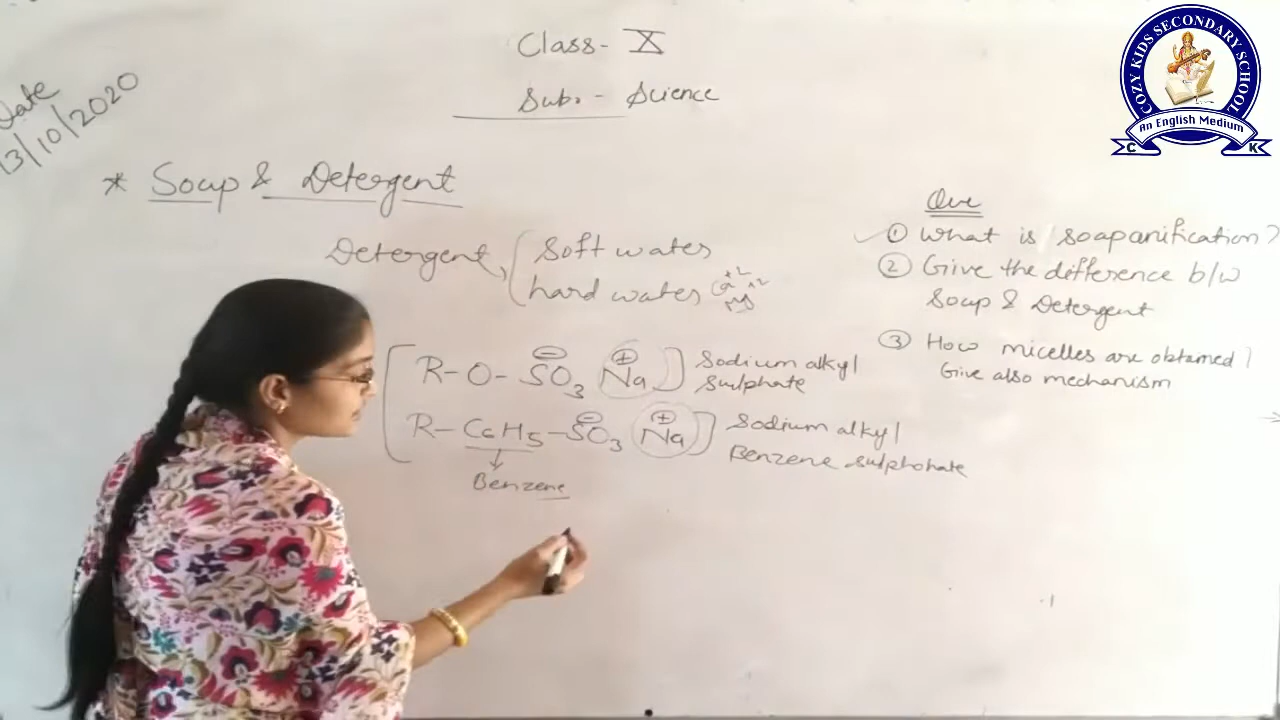 Class- X
Sub:- Science
Date
13/10/2020
* Soap & Detergent
Detergent, soft water
hard water Ca+2 Mg+2
R-O-SO3⊖ Na⊕ Sodium alkyl
Sulphate
R-C6H5-SO3⊖ Na⊕ Sodium alkyl
Benzene sulphohate
Benzene
Que
① What is soapanification?
② Give the difference b/w
Soap & Detergent
③ How micelles are obtained?
Give also mechanism
COZY KIDS SECONDARY SCHOOL
An English Medium
C K